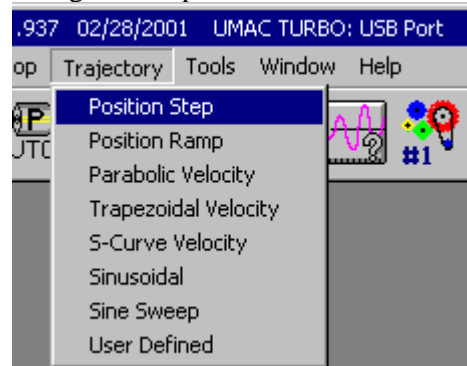 .937 02/28/2001 UMAC TURBO: USB Port
op Trajectory Tools Window Help
P
UTO
#1
Position Step
Position Ramp
Parabolic Velocity
Trapezoidal Velocity
S-Curve Velocity
Sinusoidal
Sine Sweep
User Defined